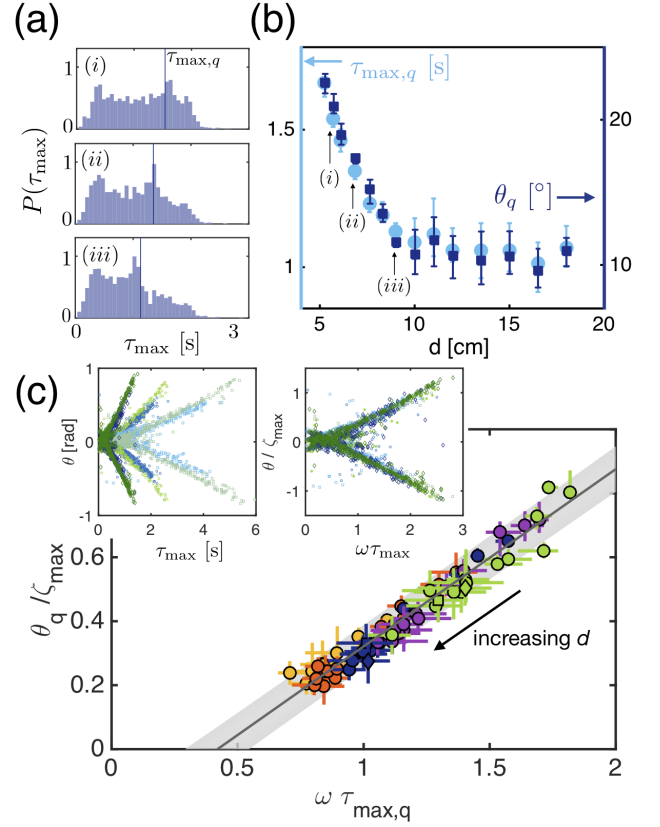 (a)
(b)
(i)
τmax,q
1
0
(ii)
1
0
(iii)
1
0
P(τmax)
0
3
τmax [s]
τmax,q [s]
1.5
1
θq [°]
20
10
(i)
(ii)
(iii)
5
10
15
20
d [cm]
(c)
1
0
-1
θ [rad]
0
2
4
6
τmax [s]
1
0
-1
θ / ζmax
0
1
2
3
ωτmax
0.6
0.4
0.2
0
θq / ζmax
increasing d
0
0.5
1
1.5
2
ω τmax,q